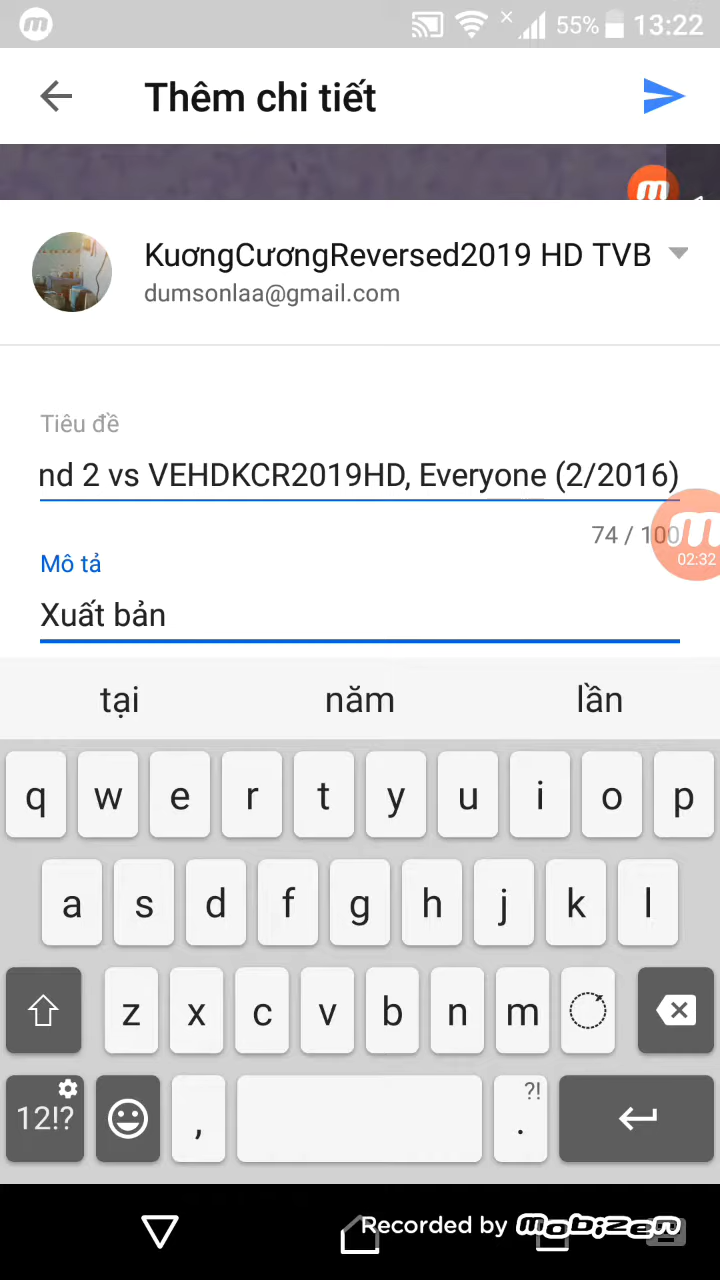 m
55% 13:22
Thêm chi tiết
m
KuơngCươngReversed2019 HD TVB
dumsonlaa@gmail.com
Tiêu đề
nd 2 vs VEHDKCR2019HD, Everyone (2/2016)
74 / 100
m
02:32
Mô tả
Xuất bản
tại năm lần
q w e r t y u i o p
a s d f g h j k l
z x c v b n m
12!? , . ?!
Recorded by mobizen